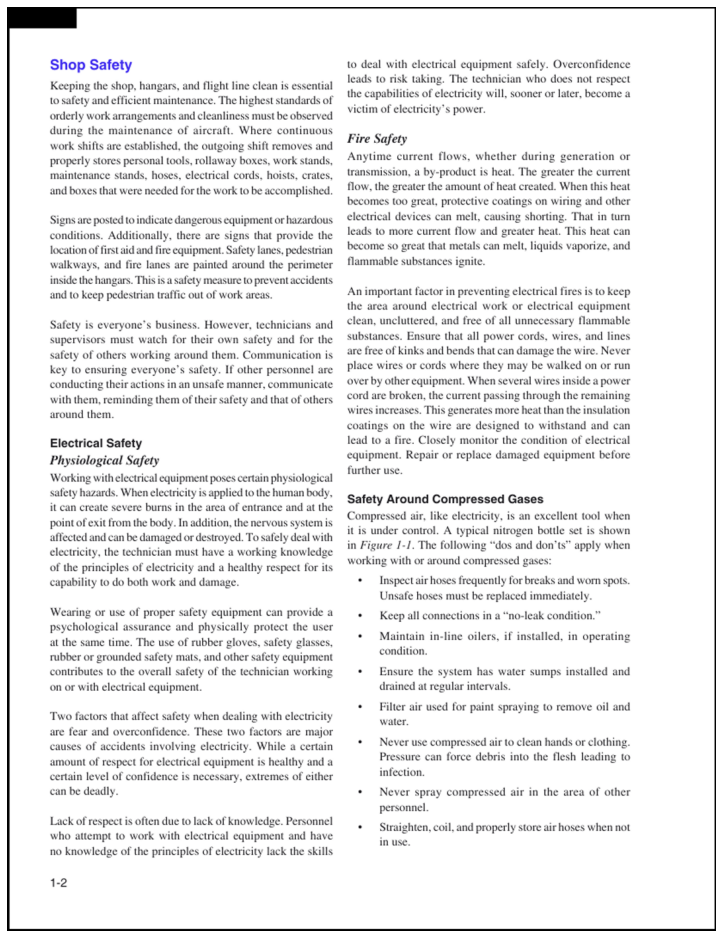 Shop Safety
Keeping the shop, hangars, and flight line clean is essential
to safety and efficient maintenance. The highest standards of
orderly work arrangements and cleanliness must be observed
during the maintenance of aircraft. Where continuous
work shifts are established, the outgoing shift removes and
properly stores personal tools, rollaway boxes, work stands,
maintenance stands, hoses, electrical cords, hoists, crates,
and boxes that were needed for the work to be accomplished.
Signs are posted to indicate dangerous equipment or hazardous
conditions. Additionally, there are signs that provide the
location of first aid and fire equipment. Safety lanes, pedestrian
walkways, and fire lanes are painted around the perimeter
inside the hangars. This is a safety measure to prevent accidents
and to keep pedestrian traffic out of work areas.
Safety is everyone's business. However, technicians and
supervisors must watch for their own safety and for the
safety of others working around them. Communication is
key to ensuring everyone's safety. If other personnel are
conducting their actions in an unsafe manner, communicate
with them, reminding them of their safety and that of others
around them.
Electrical Safety
Physiological Safety
Working with electrical equipment poses certain physiological
safety hazards. When electricity is applied to the human body,
it can create severe burns in the area of entrance and at the
point of exit from the body. In addition, the nervous system is
affected and can be damaged or destroyed. To safely deal with
electricity, the technician must have a working knowledge
of the principles of electricity and a healthy respect for its
capability to do both work and damage.
Wearing or use of proper safety equipment can provide a
psychological assurance and physically protect the user
at the same time. The use of rubber gloves, safety glasses,
rubber or grounded safety mats, and other safety equipment
contributes to the overall safety of the technician working
on or with electrical equipment.
Two factors that affect safety when dealing with electricity
are fear and overconfidence. These two factors are major
causes of accidents involving electricity. While a certain
amount of respect for electrical equipment is healthy and a
certain level of confidence is necessary, extremes of either
can be deadly.
Lack of respect is often due to lack of knowledge. Personnel
who attempt to work with electrical equipment and have
no knowledge of the principles of electricity lack the skills
to deal with electrical equipment safely. Overconfidence
leads to risk taking. The technician who does not respect
the capabilities of electricity will, sooner or later, become a
victim of electricity's power.
Fire Safety
Anytime current flows, whether during generation or
transmission, a by-product is heat. The greater the current
flow, the greater the amount of heat created. When this heat
becomes too great, protective coatings on wiring and other
electrical devices can melt, causing shorting. That in turn
leads to more current flow and greater heat. This heat can
become so great that metals can melt, liquids vaporize, and
flammable substances ignite.
An important factor in preventing electrical fires is to keep
the area around electrical work or electrical equipment
clean, uncluttered, and free of all unnecessary flammable
substances. Ensure that all power cords, wires, and lines
are free of kinks and bends that can damage the wire. Never
place wires or cords where they may be walked on or run
over by other equipment. When several wires inside a power
cord are broken, the current passing through the remaining
wires increases. This generates more heat than the insulation
coatings on the wire are designed to withstand and can
lead to a fire. Closely monitor the condition of electrical
equipment. Repair or replace damaged equipment before
further use.
Safety Around Compressed Gases
Compressed air, like electricity, is an excellent tool when
it is under control. A typical nitrogen bottle set is shown
in Figure 1-1. The following “dos and don'ts” apply when
working with or around compressed gases:
• Inspect air hoses frequently for breaks and worn spots.
Unsafe hoses must be replaced immediately.
• Keep all connections in a “no-leak condition.”
• Maintain in-line oilers, if installed, in operating
condition.
• Ensure the system has water sumps installed and
drained at regular intervals.
• Filter air used for paint spraying to remove oil and
water.
• Never use compressed air to clean hands or clothing.
Pressure can force debris into the flesh leading to
infection.
• Never spray compressed air in the area of other
personnel.
• Straighten, coil, and properly store air hoses when not
in use.
1-2